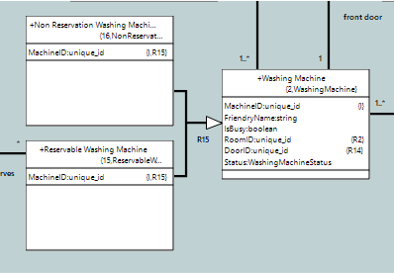 +Non Reservation Washing Machi...
{16,NonReservat...
MachineID:unique_id {I,R15}
front door
1..*
1
+Washing Machine
{2,WashingMachine}
MachineID:unique_id {I}
FriendryName:string
IsBusy:boolean
RoomID:unique_id {R2}
DoorID:unique_id {R14}
Status:WashingMachineStatus
1..*
R15
*
+Reservable Washing Machine
{15,ReservableW...
MachineID:unique_id {I,R15}
rves